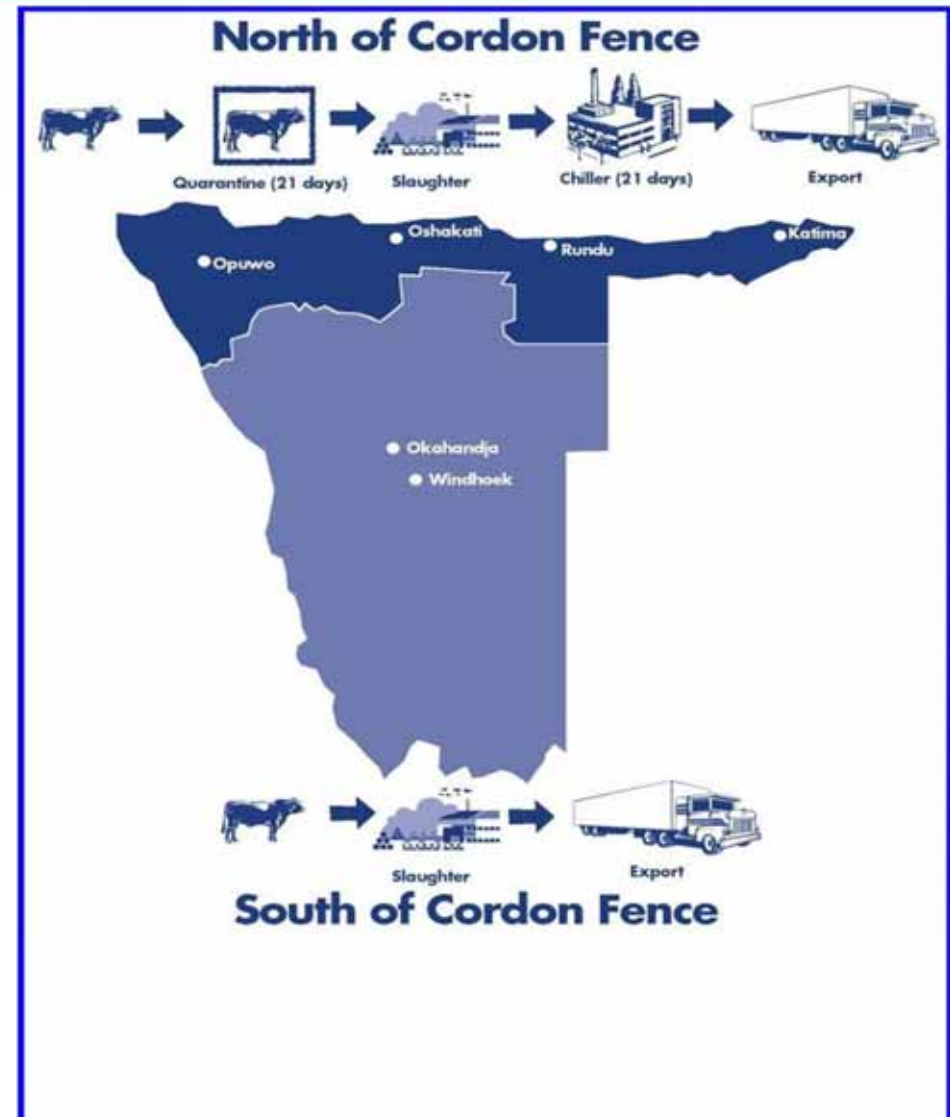 North of Cordon Fence
Quarantine (21 days) Slaughter Chiller (21 days) Export
Oshakati
Katima
Rundu
Opuwo
Okahandja
Windhoek
Slaughter Export
South of Cordon Fence